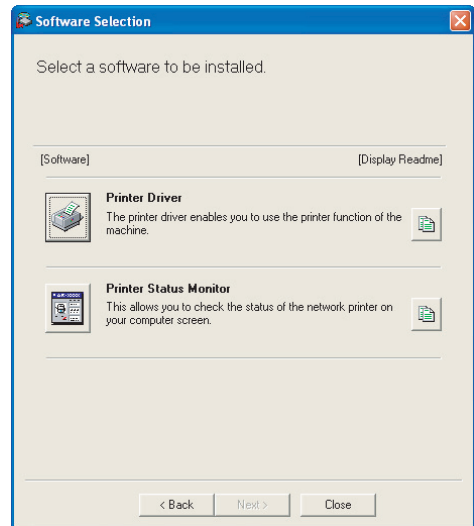 Software Selection
Select a software to be installed.
[Software] [Display Readme]
Printer Driver
The printer driver enables you to use the printer function of the
machine.
Printer Status Monitor
This allows you to check the status of the network printer on
your computer screen.
< Back Next > Close